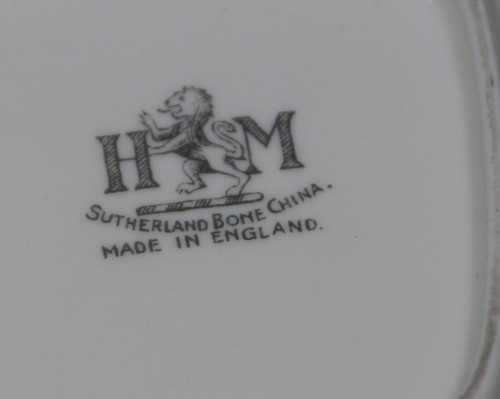 H M
SUTHERLAND BONE CHINA.
MADE IN ENGLAND.